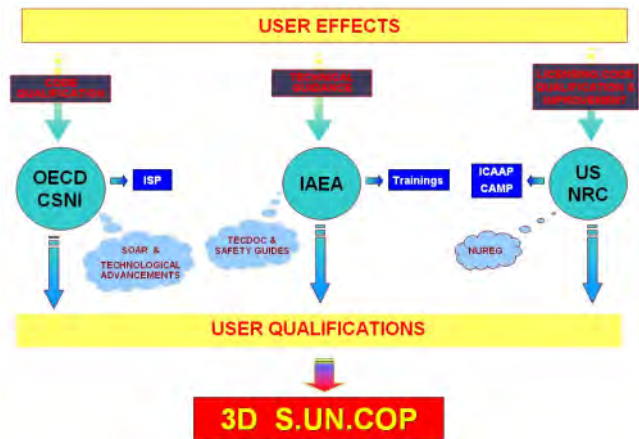 USER EFFECTS
CODE
QUALIFICATION
TECHNICAL
GUIDANCE
LICENSING, CODE
QUALIFICATION &
IMPROVEMENT
OECD
CSNI
ISP
IAEA
Trainings
ICAAP
CAMP
US
NRC
SOAR &
TECHNOLOGICAL
ADVANCEMENTS
TECDOC &
SAFETY GUIDES
NUREG
USER QUALIFICATIONS
3D S.UN.COP